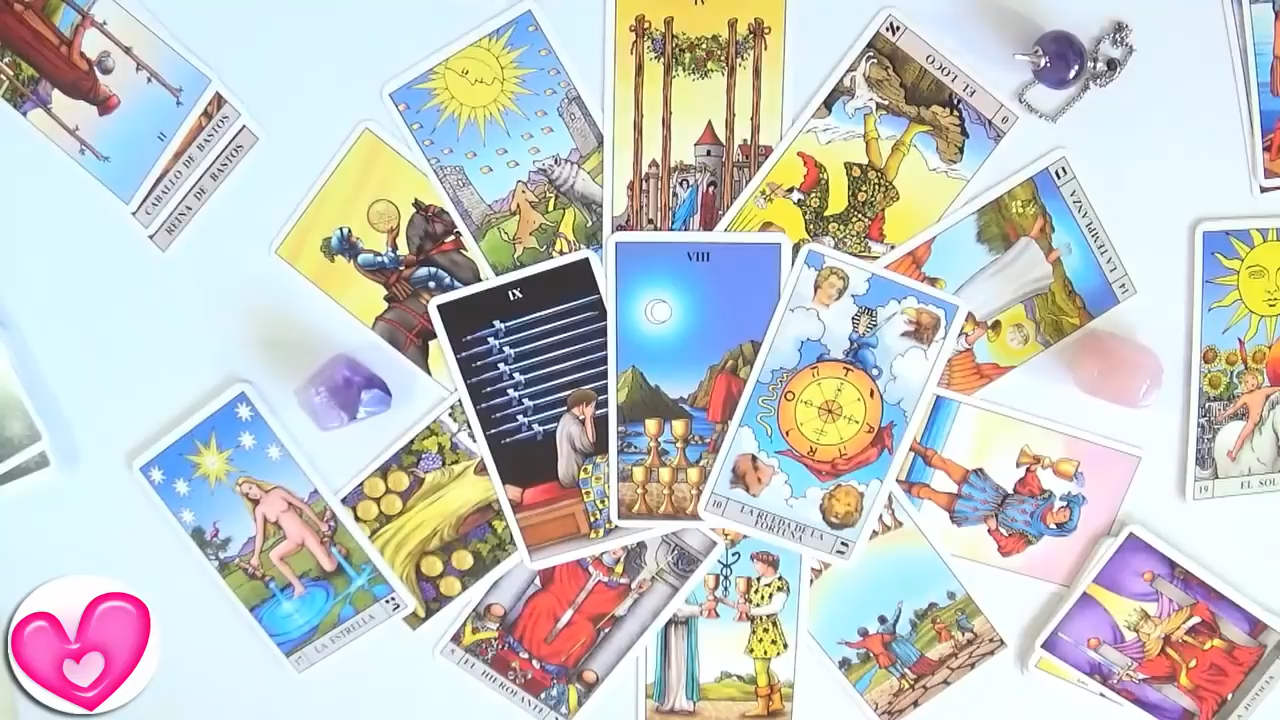 IV
EL LOCO
0
א
II
CABALLO DE BASTOS
REINA DE BASTOS
LA TEMPLANZA
14
VIII
IX
10
LA RUEDA DE LA
FORTUNA
19
EL SOL
17
LA ESTRELLA
EL HIEROFANTE
JUSTICIA